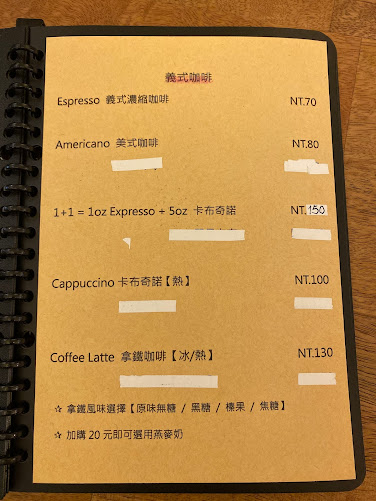 義式咖啡
Espresso 義式濃縮咖啡 NT.70
Americano 美式咖啡 NT.80
1+1 = 1oz Expresso + 5oz 卡布奇諾 NT.150
Cappuccino 卡布奇諾【熱】 NT.100
Coffee Latte 拿鐵咖啡【冰/熱】 NT.130
☆ 拿鐵風味選擇【原味無糖 / 黑糖 / 榛果 / 焦糖】
☆ 加購 20 元即可選用燕麥奶